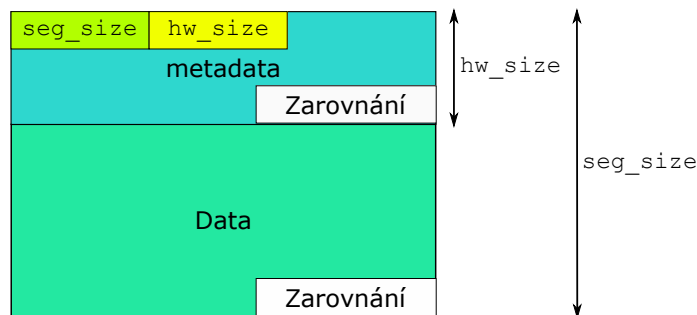 seg_size hw_size
metadata
hw_size
Zarovnání
seg_size
Data
Zarovnání